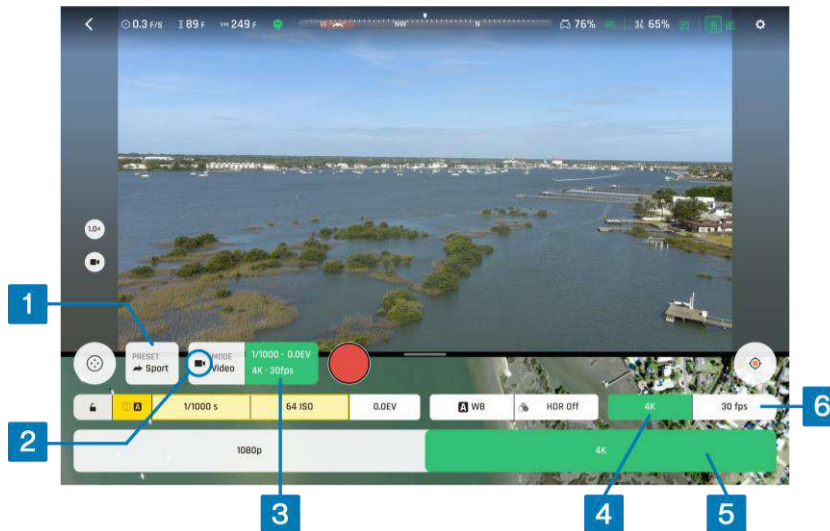 0.3 F/S 89 F 249 F W NW N 76% 65%
1.0×
1
PRESET MODE 1/1000 - 0.0EV
Sport Video 4K · 30fps
A 1/1000 s 64 ISO 0.0EV A WB HDR Off 4K 30 fps 6
2 1080p 4K
3 4 5